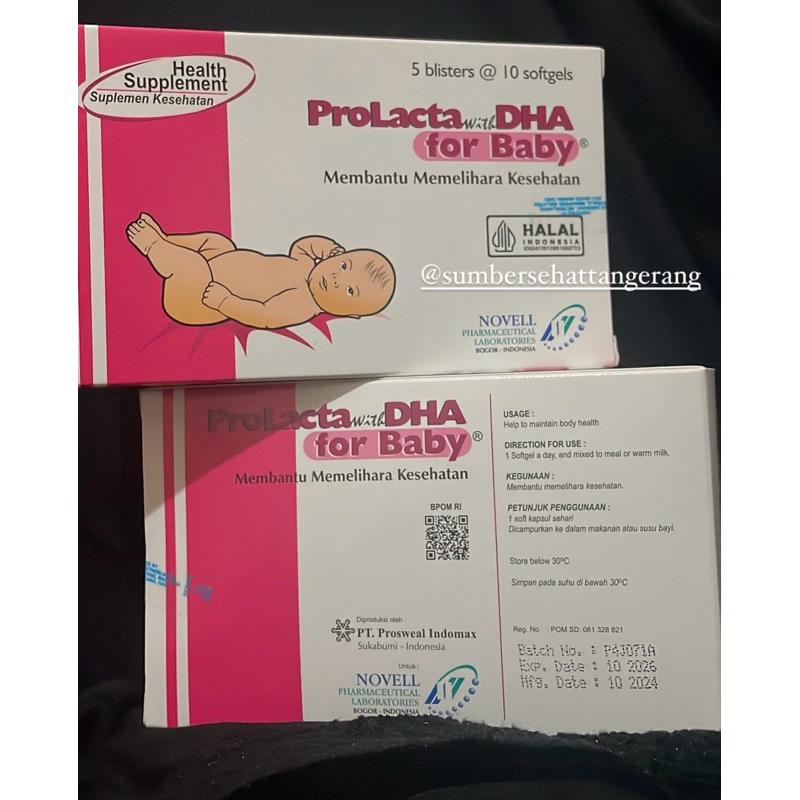 Health
Supplement
Suplemen Kesehatan
5 blisters @ 10 softgels
ProLacta with DHA
for Baby®
Membantu Memelihara Kesehatan
HALAL
INDONESIA
@sumbersehattangerang
NOVELL
PHARMACEUTICAL
LABORATORIES
BOGOR - INDONESIA
ProLacta with DHA
for Baby®
Membantu Memelihara Kesehatan
BPOM RI
Diproduksi oleh :
PT. Prosweal Indomax
Sukabumi - Indonesia
Untuk :
NOVELL
PHARMACEUTICAL
LABORATORIES
BOGOR - INDONESIA
USAGE :
Help to maintain body health
DIRECTION FOR USE :
1 Softgel a day, and mixed to meal or warm milk.
KEGUNAAN :
Membantu memelihara kesehatan.
PETUNJUK PENGGUNAAN :
1 soft kapsul sehari
Dicampurkan ke dalam makanan atau susu bayi.
Store below 30°C
Simpan pada suhu di bawah 30°C
Reg. No. : POM SD. 081 328 821
Batch No. : P4J071A
Exp. Date : 10 2026
Mfg. Date : 10 2024